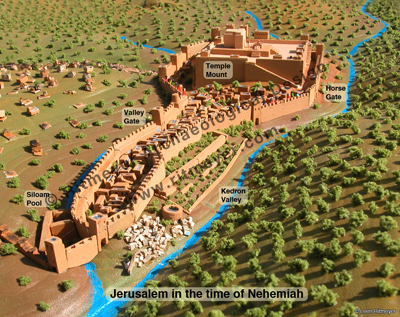 Temple
Mount
Horse
Gate
Valley
Gate
Siloam
Pool
Kedron
Valley
Jerusalem in the time of Nehemiah